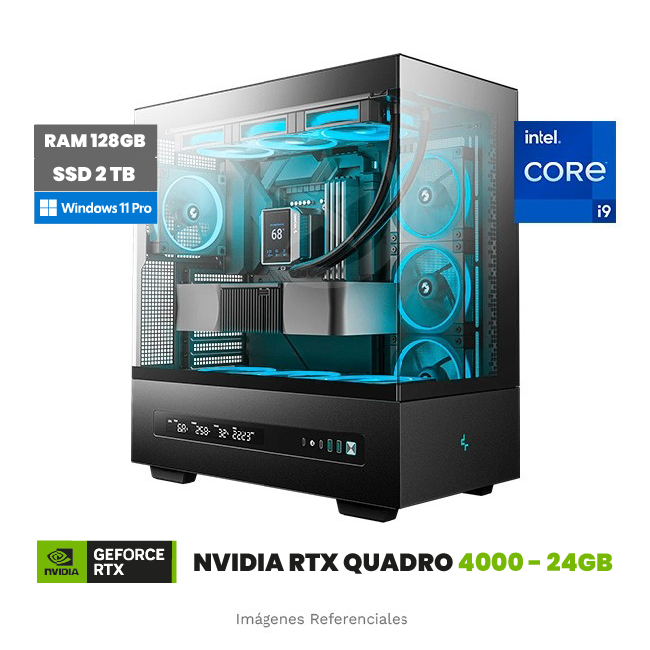 RAM 128GB
SSD 2 TB
Windows 11 Pro
intel
CORE
i9
68°
NVIDIA
GEFORCE
RTX
NVIDIA RTX QUADRO 4000 - 24GB
Imágenes Referenciales